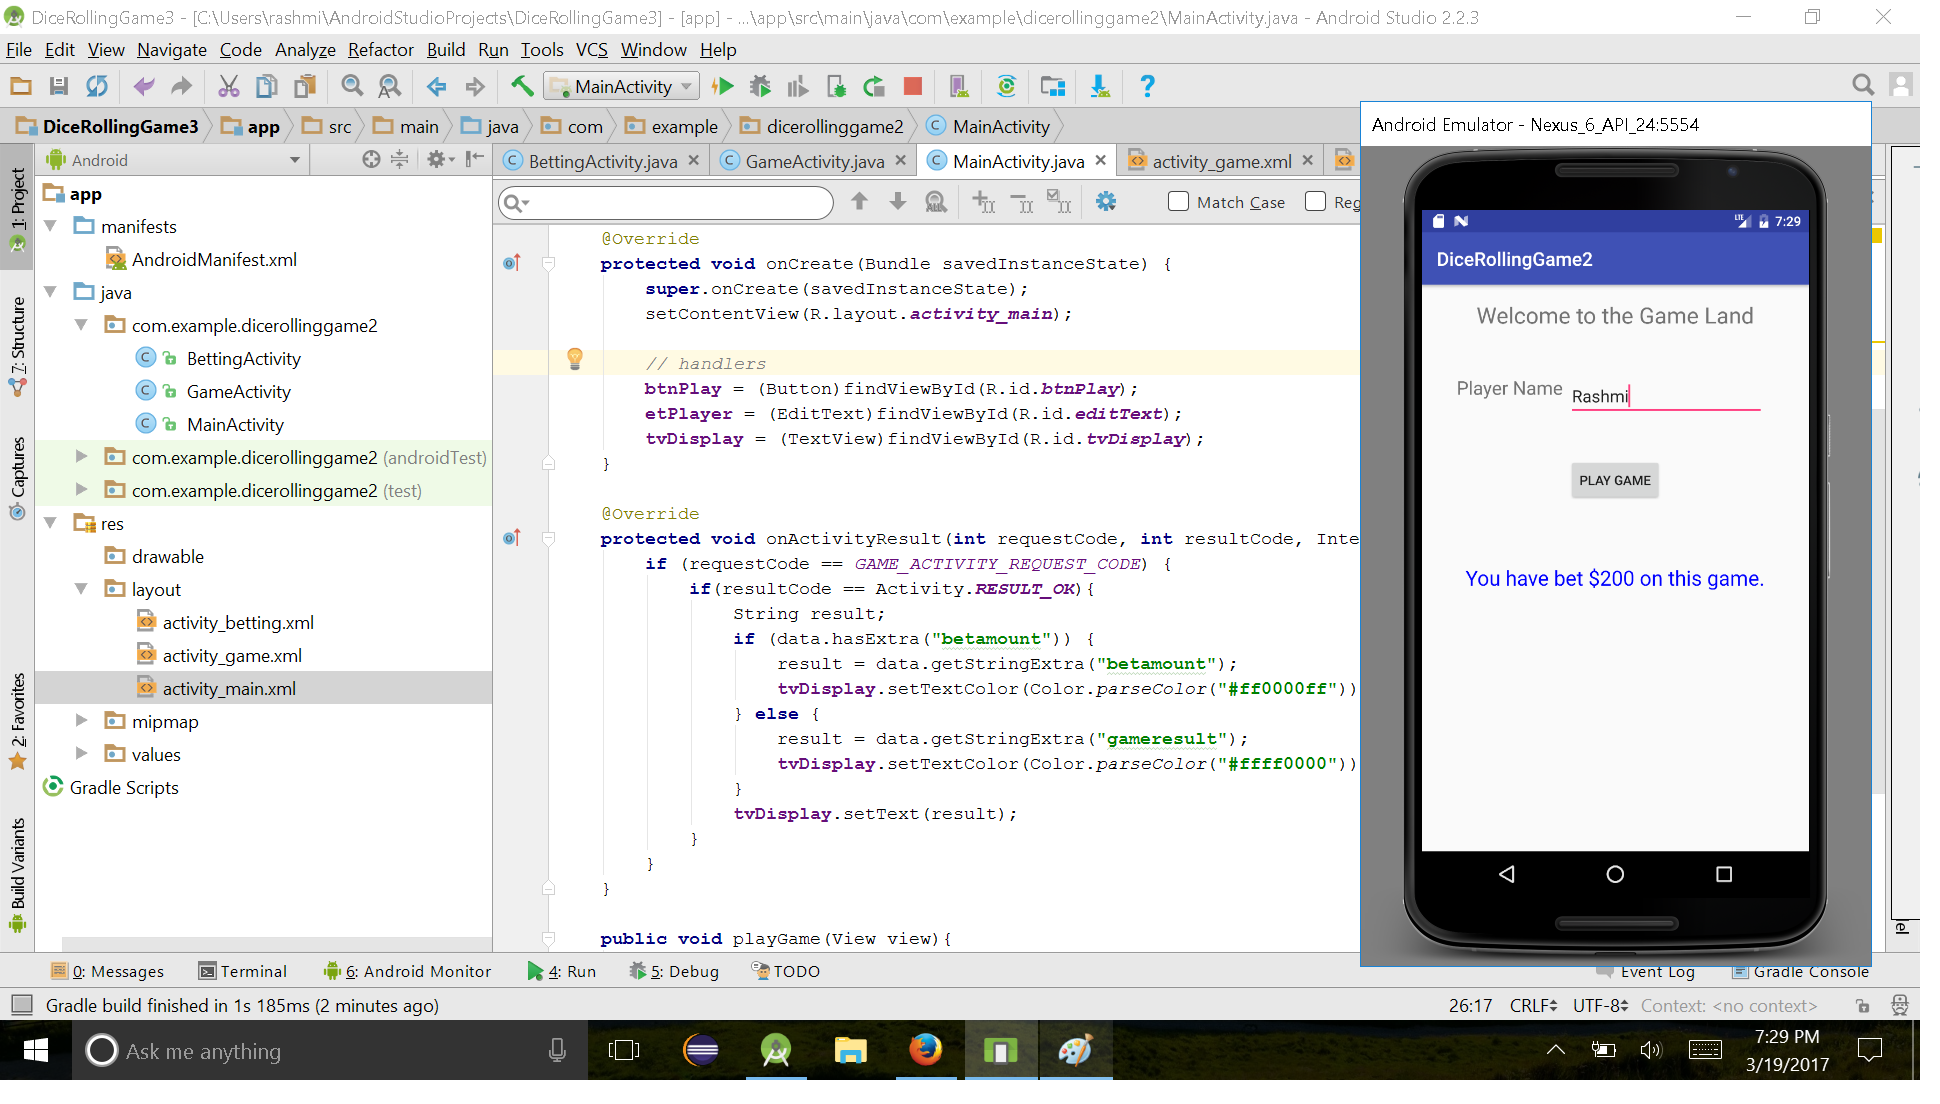 DiceRollingGame3 - [C:\Users\rashmi\AndroidStudioProjects\DiceRollingGame3] - [app] - ...\app\src\main\java\com\example\dicerollinggame2\MainActivity.java - Android Studio 2.2.3
File Edit View Navigate Code Analyze Refactor Build Run Tools VCS Window Help
MainActivity
DiceRollingGame3 app src main java com example dicerollinggame2 MainActivity
Android
BettingActivity.java GameActivity.java MainActivity.java activity_game.xml
Match Case Reg
1: Project
7: Structure
Captures
2: Favorites
Build Variants
app
manifests
AndroidManifest.xml
java
com.example.dicerollinggame2
BettingActivity
GameActivity
MainActivity
com.example.dicerollinggame2 (androidTest)
com.example.dicerollinggame2 (test)
res
drawable
layout
activity_betting.xml
activity_game.xml
activity_main.xml
mipmap
values
Gradle Scripts
@Override
protected void onCreate(Bundle savedInstanceState) {
super.onCreate(savedInstanceState);
setContentView(R.layout.activity_main);
// handlers
btnPlay = (Button)findViewById(R.id.btnPlay);
etPlayer = (EditText)findViewById(R.id.editText);
tvDisplay = (TextView)findViewById(R.id.tvDisplay);
}
@Override
protected void onActivityResult(int requestCode, int resultCode, Inte
if (requestCode == GAME_ACTIVITY_REQUEST_CODE) {
if(resultCode == Activity.RESULT_OK){
String result;
if (data.hasExtra("betamount")) {
result = data.getStringExtra("betamount");
tvDisplay.setTextColor(Color.parseColor("#ff0000ff"))
} else {
result = data.getStringExtra("gameresult");
tvDisplay.setTextColor(Color.parseColor("#ffff0000"))
}
tvDisplay.setText(result);
}
}
}
public void playGame(View view){
Android Emulator - Nexus_6_API_24:5554
LTE 7:29
DiceRollingGame2
Welcome to the Game Land
Player Name Rashmi
PLAY GAME
You have bet $200 on this game.
el
0: Messages Terminal 6: Android Monitor 4: Run 5: Debug TODO Event Log Gradle Console
Gradle build finished in 1s 185ms (2 minutes ago) 26:17 CRLF UTF-8 Context: <no context>
Ask me anything
7:29 PM
3/19/2017